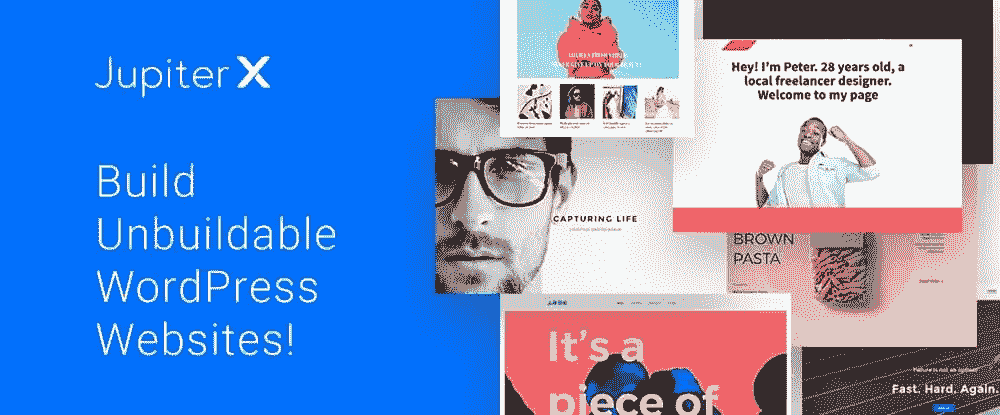 Jupiter X
Build
Unbuildable
WordPress
Websites!
Hey! I'm Peter. 28 years old, a
local freelancer designer.
Welcome to my page
CAPTURING LIFE
BROWN
PASTA
It's a
piece of
Fast. Hard. Again.